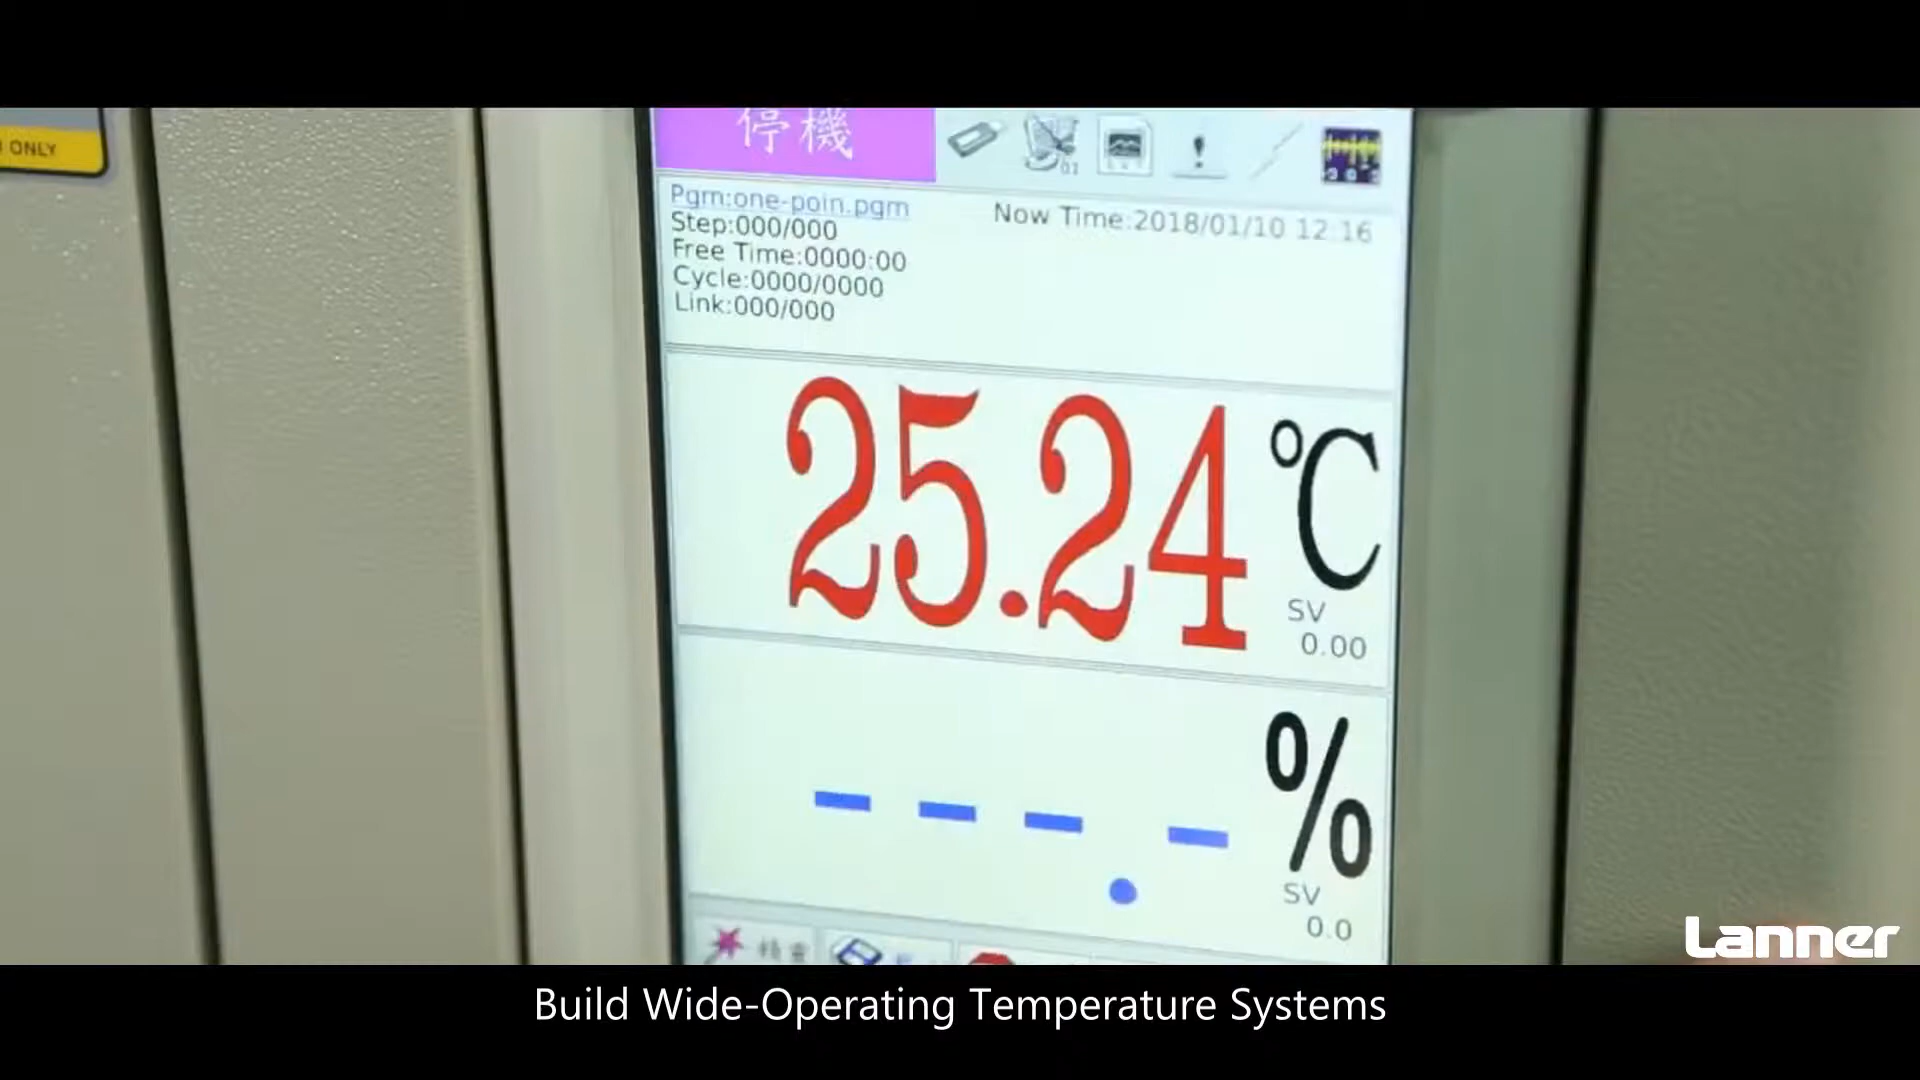 ONLY
停機
01
Pgm:one-poin.pgm
Now Time:2018/01/10 12:16
Step:000/000
Free Time:0000:00
Cycle:0000/0000
Link:000/000
25.24 °C
SV
0.00
--- . - %
SV
0.0
Lanner
Build Wide-Operating Temperature Systems